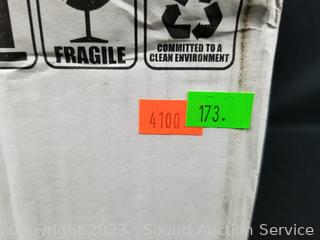 FRAGILE
COMMITTED TO A
CLEAN ENVIRONMENT
4100
173.
Copyright 2023 - Sound Auction Service